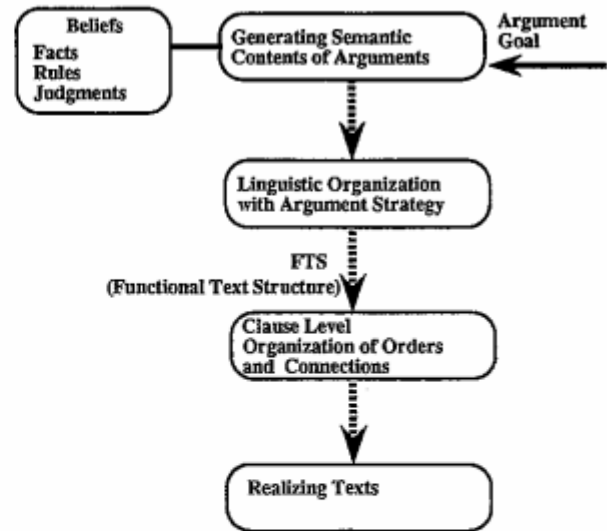 Beliefs
Facts
Rules
Judgments
Generating Semantic
Contents of Arguments
Argument
Goal
Linguistic Organization
with Argument Strategy
FTS
(Functional Text Structure)
Clause Level
Organization of Orders
and Connections
Realizing Texts